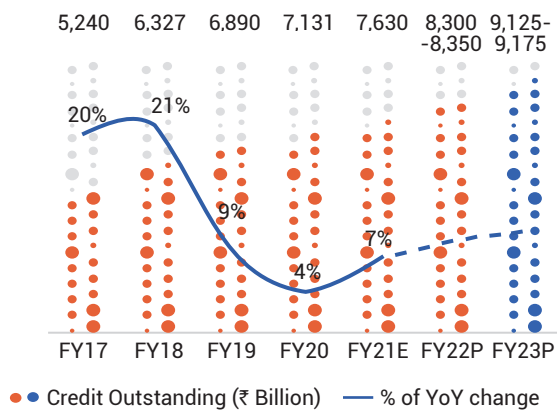 5,240 6,327 6,890 7,131 7,630 8,300 9,125-
-8,350 9,175
20% 21%
9%
7%
4%
FY17 FY18 FY19 FY20 FY21E FY22P FY23P
Credit Outstanding (₹ Billion) % of YoY change